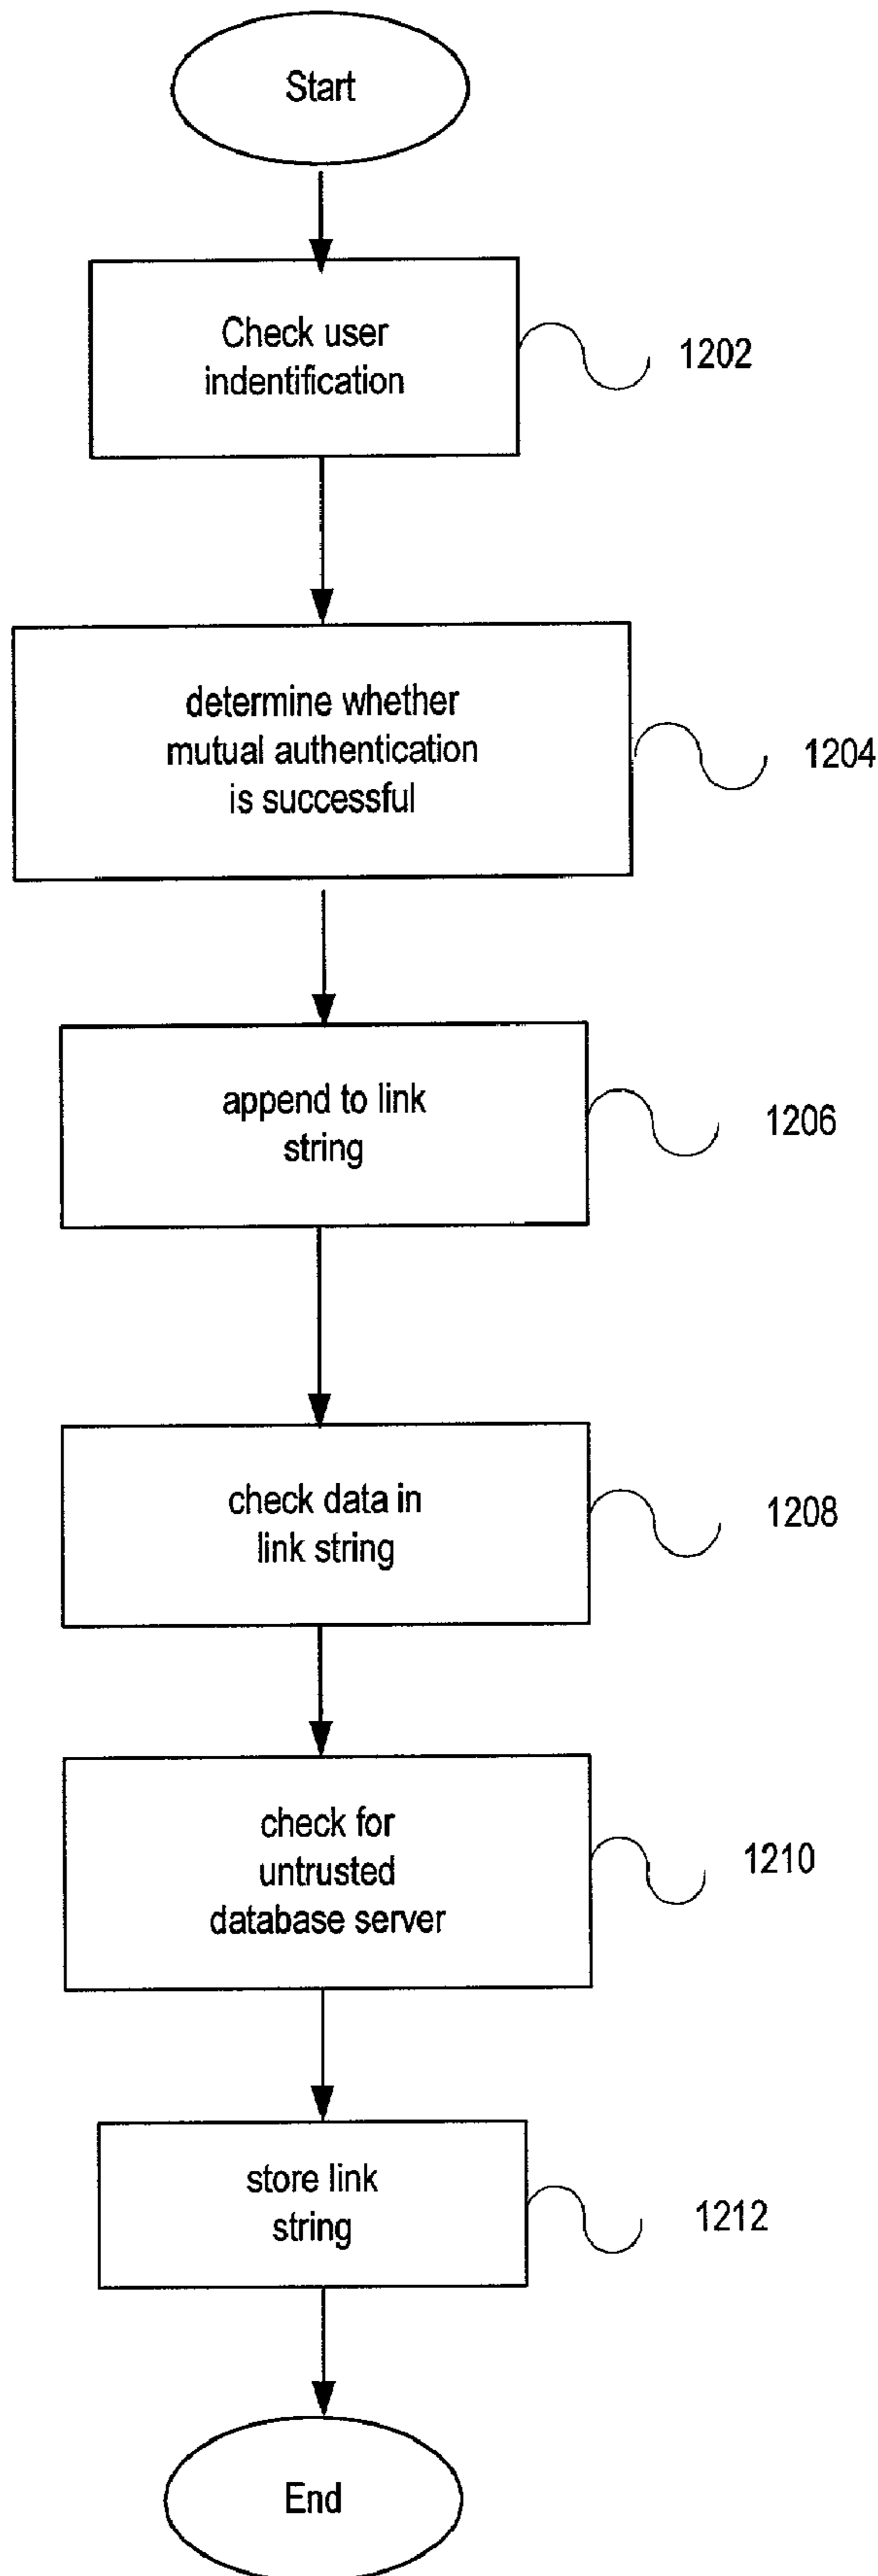 Start
Check user
indentification
1202
determine whether
mutual authentication
is successful
1204
append to link
string
1206
check data in
link string
1208
check for
untrusted
database server
1210
store link
string
1212
End